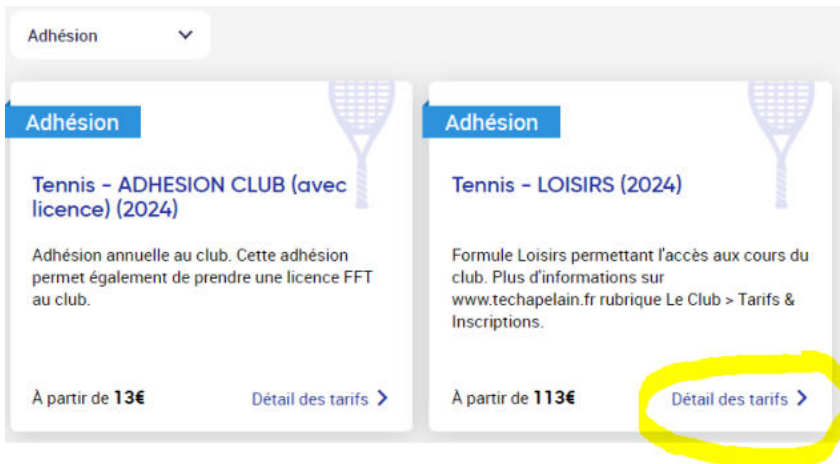 Adhésion
Adhésion
Tennis - ADHESION CLUB (avec
licence) (2024)
Adhésion annuelle au club. Cette adhésion
permet également de prendre une licence FFT
au club.
À partir de 13€
Détail des tarifs
Adhésion
Tennis - LOISIRS (2024)
Formule Loisirs permettant l'accès aux cours du
club. Plus d'informations sur
www.techapelain.fr rubrique Le Club > Tarifs &
Inscriptions.
À partir de 113€
Détail des tarifs